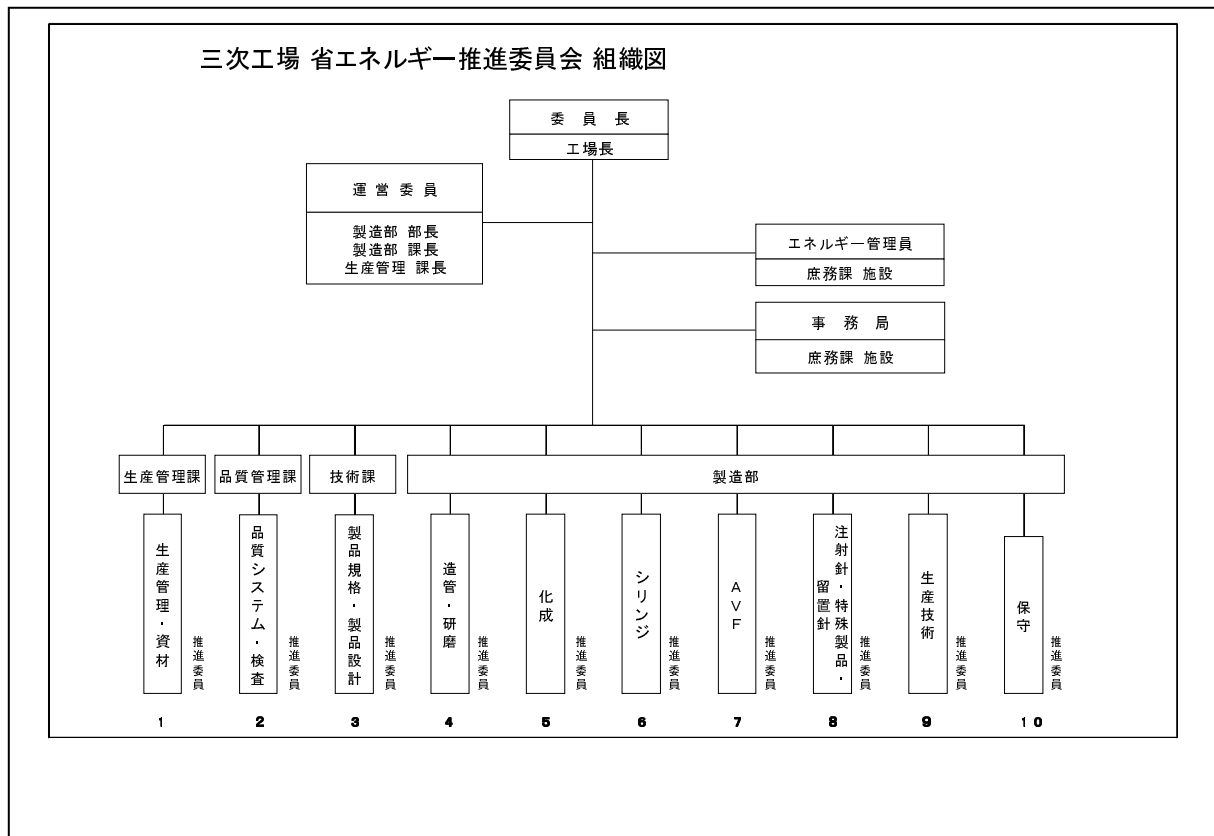 三次工場 省エネルギー推進委員会 組織図
委 員 長
工場長
運 営 委 員
製造部 部長
製造部 課長
生産管理 課長
エネルギー管理員
庶務課 施設
事 務 局
庶務課 施設
生産管理課
品質管理課
技術課
製造部
生産管理・資材
推進委員
品質システム・検査
推進委員
製品規格・製品設計
推進委員
造管・研磨
推進委員
化成
推進委員
シリンジ
推進委員
AVF
推進委員
注射針・特殊製品・
留置針
推進委員
生産技術
推進委員
保守
推進委員
1 2 3 4 5 6 7 8 9 10